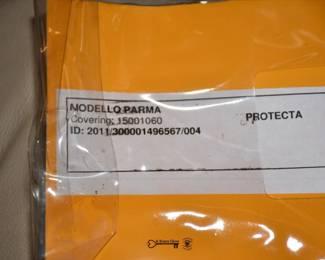 MODELLO PARMA
Covering: 15001060
PROTECTA
ID: 2011/300001496567/004